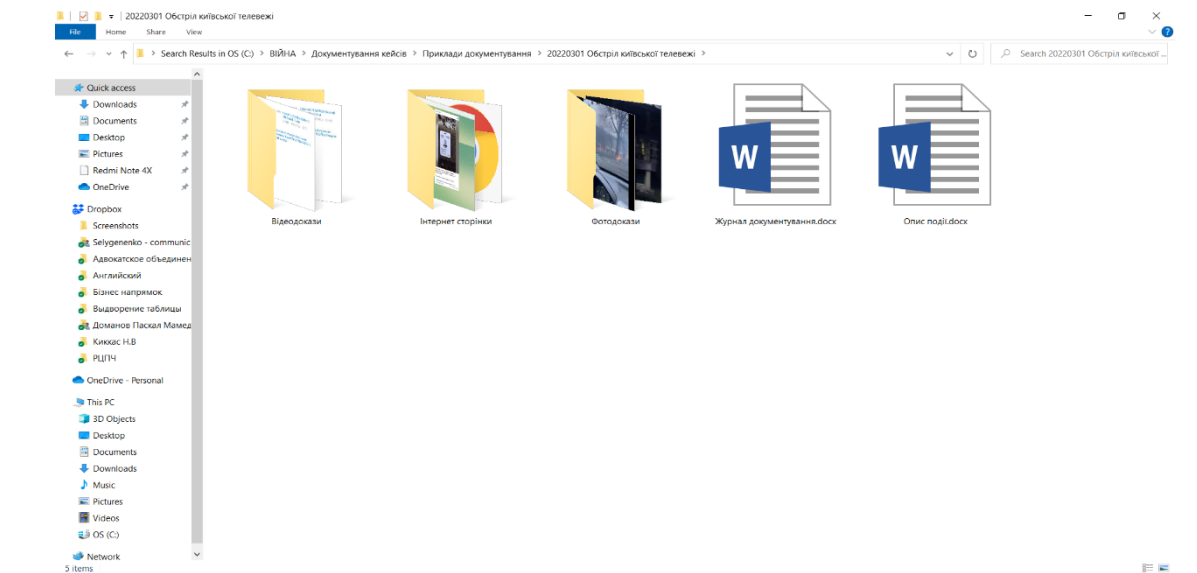 20220301 Обстріл київської телевежі
File Home Share View
Search Results in OS (C:) > ВІЙНА > Документування кейсів > Приклади документування > 20220301 Обстріл київської телевежі >
Search 20220301 Обстріл київської ...
Quick access
Downloads
Documents
Desktop
Pictures
Redmi Note 4X
OneDrive
Dropbox
Screenshots
Selygenenko - communic
Адвокатское объединен
Английский
Бізнес напрямок
Выдворение таблицы
Доманов Паскал Мамед
Киккас Н.В
РЦПЧ
OneDrive - Personal
This PC
3D Objects
Desktop
Documents
Downloads
Music
Pictures
Videos
OS (C:)
Network
5 items
Відеодокази
Інтернет сторінки
Фотодокази
W
Журнал документування.docx
W
Опис події.docx